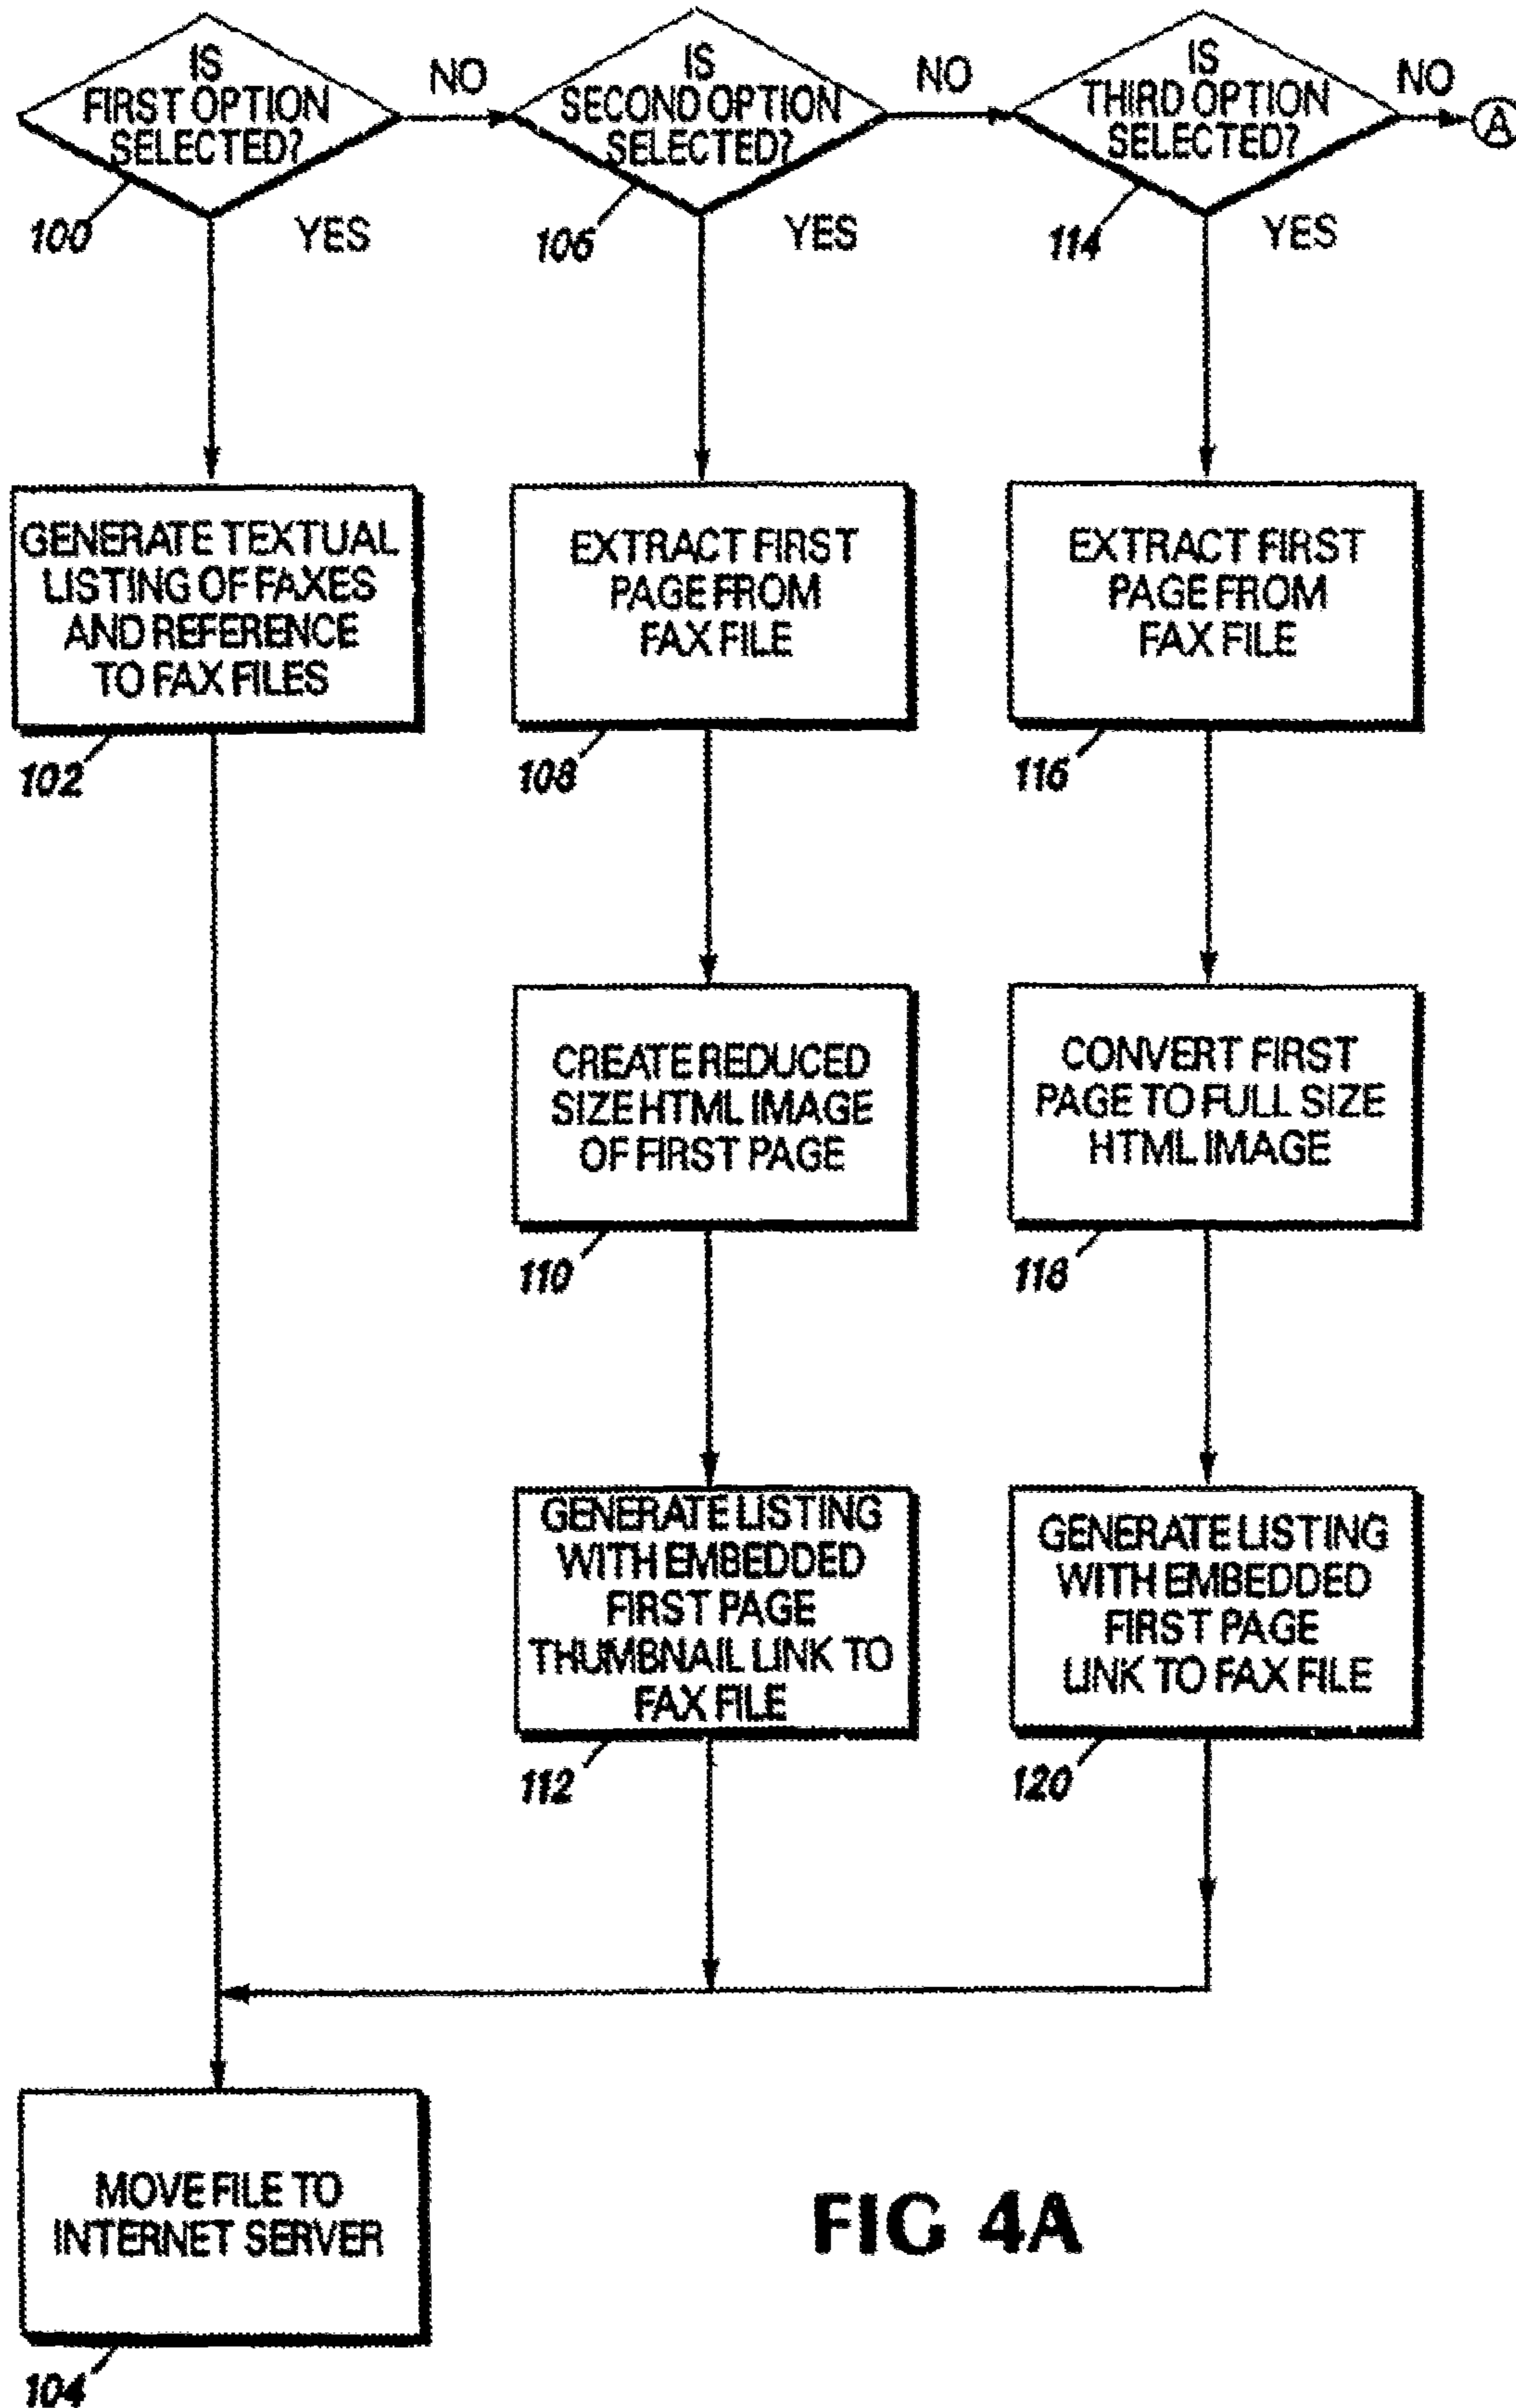 IS
FIRST OPTION
SELECTED?
NO
IS
SECOND OPTION
SELECTED?
NO
IS
THIRD OPTION
SELECTED?
NO
A
100
YES
106
YES
114
YES
GENERATE TEXTUAL
LISTING OF FAXES
AND REFERENCE
TO FAX FILES
102
EXTRACT FIRST
PAGE FROM
FAX FILE
108
EXTRACT FIRST
PAGE FROM
FAX FILE
116
CREATE REDUCED
SIZE HTML IMAGE
OF FIRST PAGE
110
CONVERT FIRST
PAGE TO FULL SIZE
HTML IMAGE
118
GENERATE LISTING
WITH EMBEDDED
FIRST PAGE
THUMBNAIL LINK TO
FAX FILE
112
GENERATE LISTING
WITH EMBEDDED
FIRST PAGE
LINK TO FAX FILE
120
MOVE FILE TO
INTERNET SERVER
104
FIG 4A